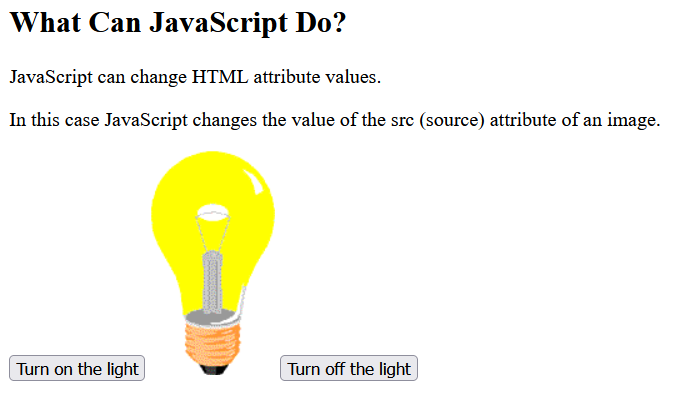 What Can JavaScript Do?
JavaScript can change HTML attribute values.
In this case JavaScript changes the value of the src (source) attribute of an image.
Turn on the light
Turn off the light